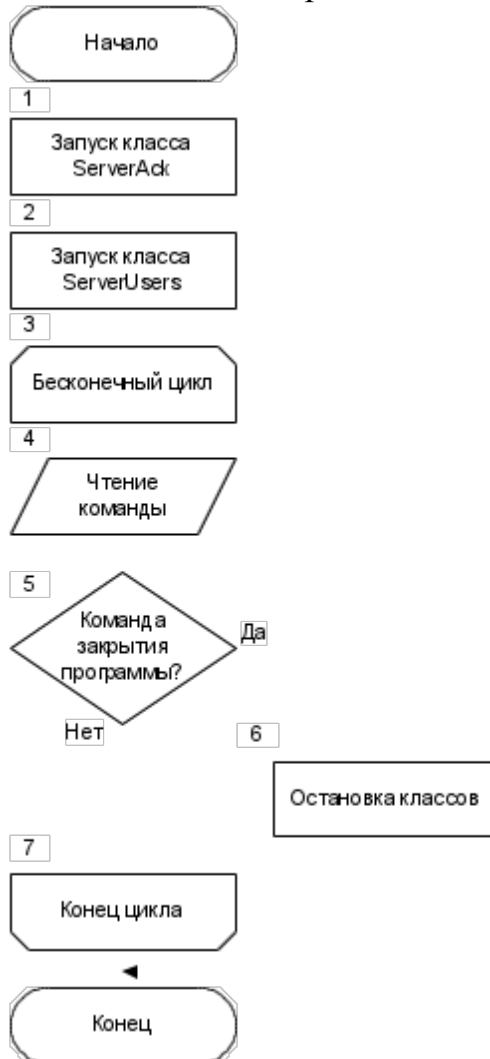 Начало
1
Запуск класса
ServerAck
2
Запуск класса
ServerUsers
3
Бесконечный цикл
4
Чтение
команды
5
Команда
закрытия
программы?
Да
Нет
6
Остановка классов
7
Конец цикла
Конец